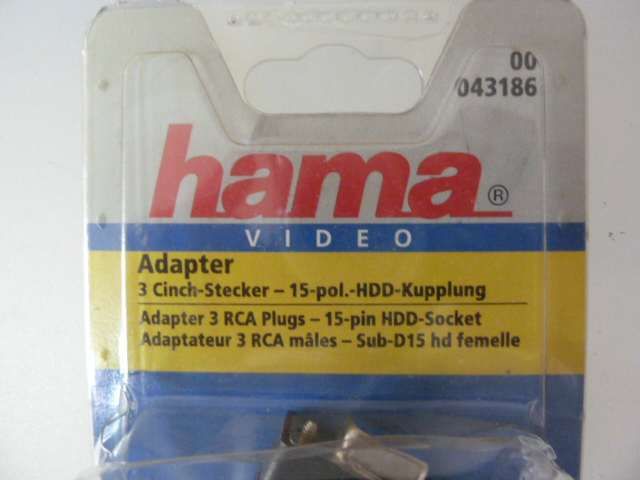 00
043186
hama®
VIDEO
Adapter
3 Cinch-Stecker – 15-pol.-HDD-Kupplung
Adapter 3 RCA Plugs – 15-pin HDD-Socket
Adaptateur 3 RCA mâles – Sub-D15 hd femelle